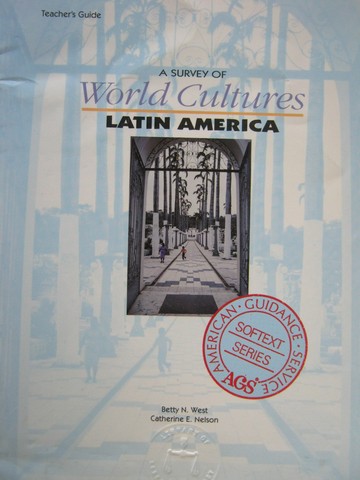 Teacher's Guide
A SURVEY OF
World Cultures
LATIN AMERICA
AMERICAN · GUIDANCE · SERVICE
SOFTEXT
SERIES
AGS®
Betty N. West
Catherine E. Nelson